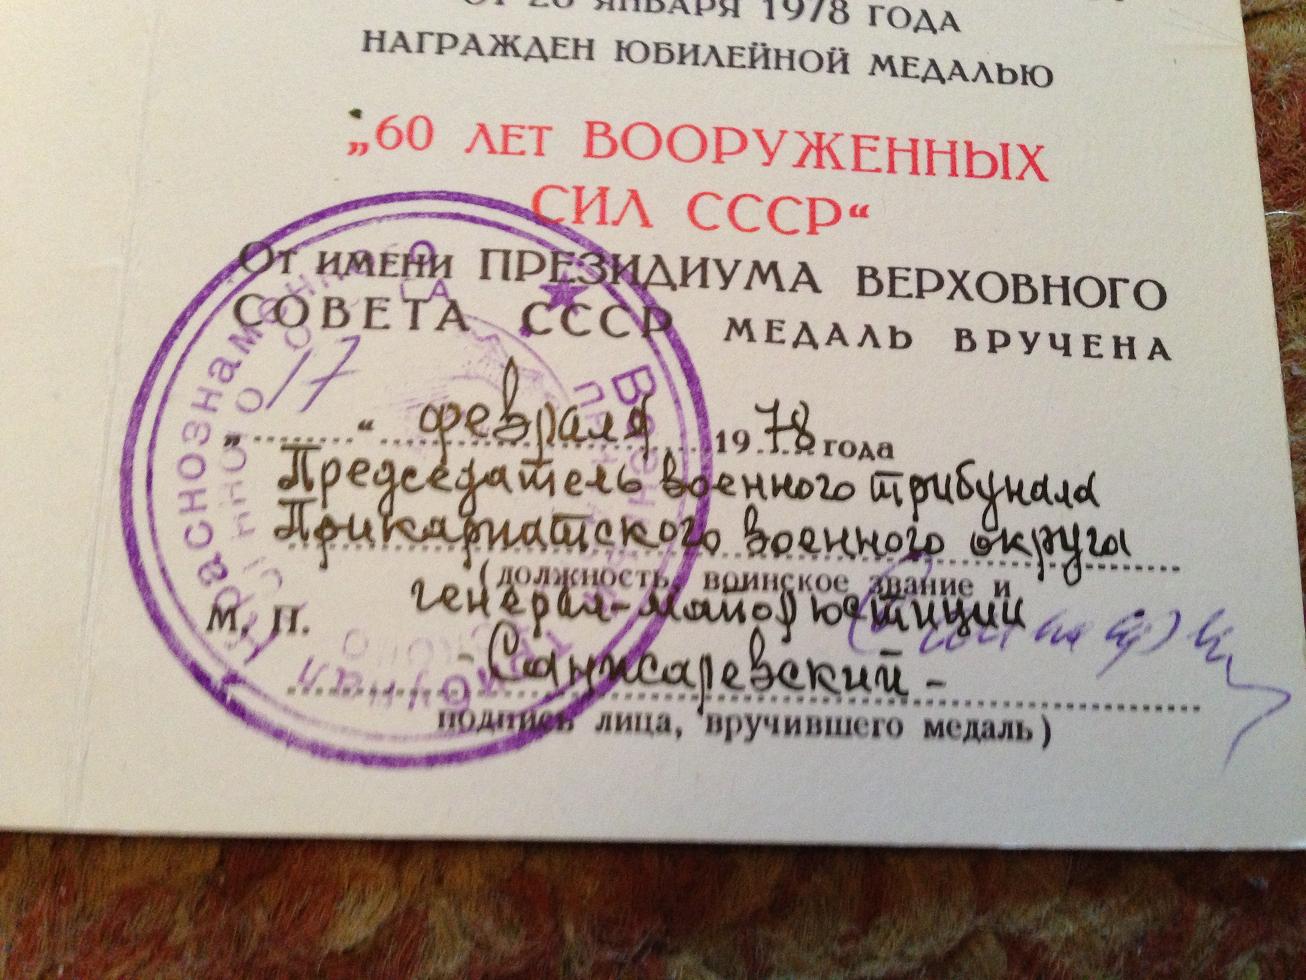 ОТ 28 ЯНВАРЯ 1978 ГОДА
НАГРАЖДЕН ЮБИЛЕЙНОЙ МЕДАЛЬЮ
„60 ЛЕТ ВООРУЖЕННЫХ
СИЛ СССР“
От имени ПРЕЗИДИУМА ВЕРХОВНОГО
СОВЕТА СССР МЕДАЛЬ ВРУЧЕНА
„17“ февраля 1978 года
Председатель военного трибунала
Прикарпатского военного округа
(должность, воинское звание и
М. П. генерал-майор юстиции
подпись лица, вручившего медаль)